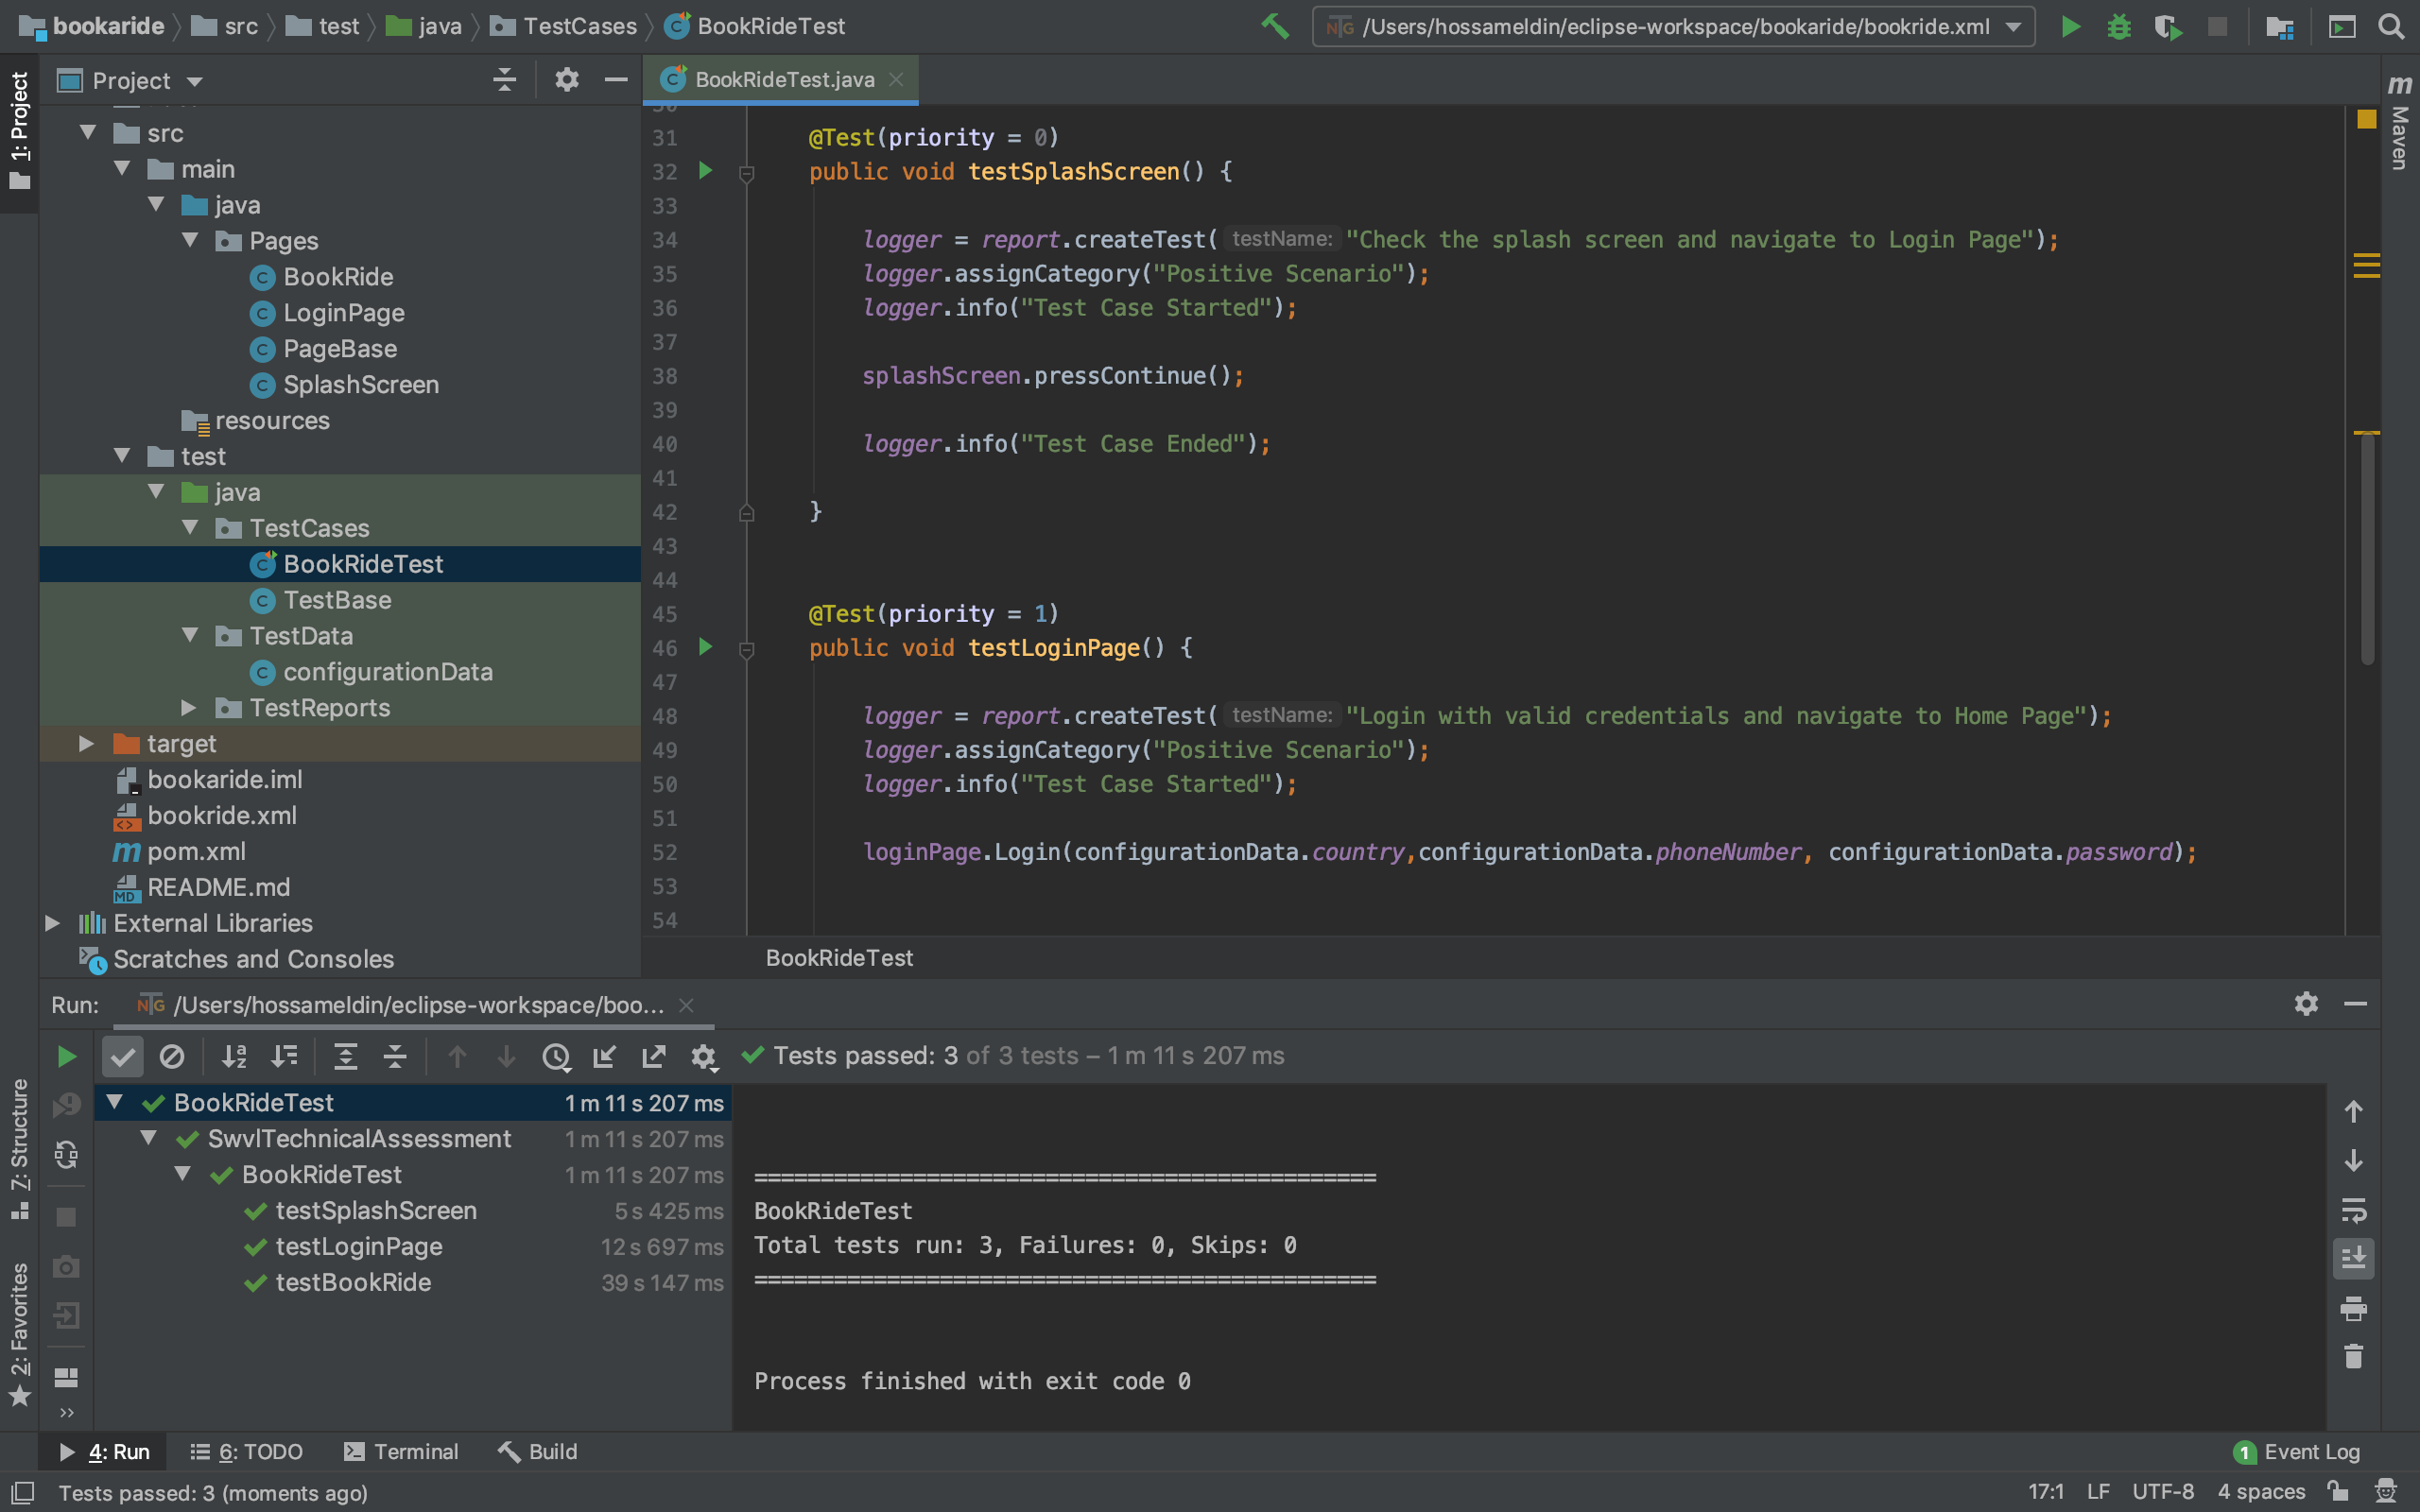 bookaride src test java TestCases BookRideTest
/Users/hossameldin/eclipse-workspace/bookaride/bookride.xml
1: Project
Project
BookRideTest.java
Maven
src
main
java
Pages
BookRide
LoginPage
PageBase
SplashScreen
resources
test
java
TestCases
BookRideTest
TestBase
TestData
configurationData
TestReports
target
bookaride.iml
bookride.xml
pom.xml
README.md
External Libraries
Scratches and Consoles
31 @Test(priority = 0)
32 public void testSplashScreen() {
33
34 logger = report.createTest( testName: "Check the splash screen and navigate to Login Page");
35 logger.assignCategory("Positive Scenario");
36 logger.info("Test Case Started");
37
38 splashScreen.pressContinue();
39
40 logger.info("Test Case Ended");
41
42 }
43
44
45 @Test(priority = 1)
46 public void testLoginPage() {
47
48 logger = report.createTest( testName: "Login with valid credentials and navigate to Home Page");
49 logger.assignCategory("Positive Scenario");
50 logger.info("Test Case Started");
51
52 loginPage.Login(configurationData.country,configurationData.phoneNumber, configurationData.password);
53
54
BookRideTest
Run: /Users/hossameldin/eclipse-workspace/boo...
Tests passed: 3 of 3 tests – 1 m 11 s 207 ms
BookRideTest 1 m 11 s 207 ms
SwvlTechnicalAssessment 1 m 11 s 207 ms
BookRideTest 1 m 11 s 207 ms
testSplashScreen 5 s 425 ms
testLoginPage 12 s 697 ms
testBookRide 39 s 147 ms
===============================================
BookRideTest
Total tests run: 3, Failures: 0, Skips: 0
===============================================
Process finished with exit code 0
7: Structure
2: Favorites
4: Run 6: TODO Terminal Build
1 Event Log
Tests passed: 3 (moments ago)
17:1 LF UTF-8 4 spaces